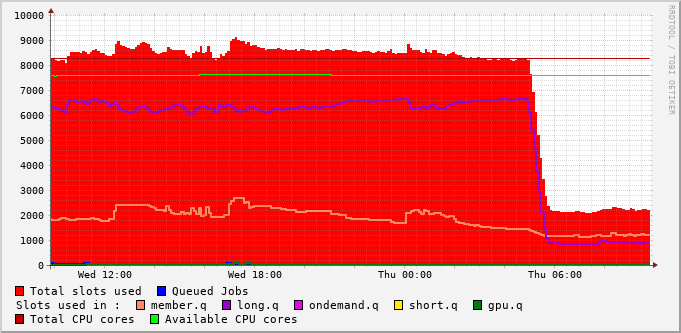 10000
9000
8000
7000
6000
5000
4000
3000
2000
1000
0
Wed 12:00 Wed 18:00 Thu 00:00 Thu 06:00
RRDTOOL / TOBI OETIKER
Total slots used Queued Jobs
Slots used in : member.q long.q ondemand.q short.q gpu.q
Total CPU cores Available CPU cores